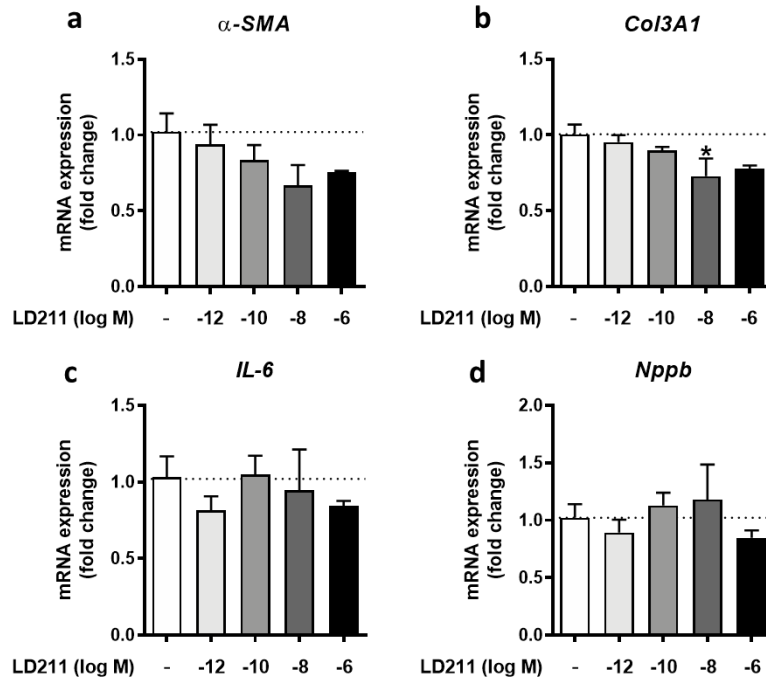 a α-SMA
mRNA expression
(fold change)
1.5
1.0
0.5
0.0
LD211 (log M) - -12 -10 -8 -6
b Col3A1
mRNA expression
(fold change)
1.5
1.0
0.5
0.0
*
- -12 -10 -8 -6
LD211 (log M)
c IL-6
mRNA expression
(fold change)
1.5
1.0
0.5
0.0
LD211 (log M) - -12 -10 -8 -6
d Nppb
mRNA expression
(fold change)
2.0
1.5
1.0
0.5
0.0
LD211 (log M) - -12 -10 -8 -6